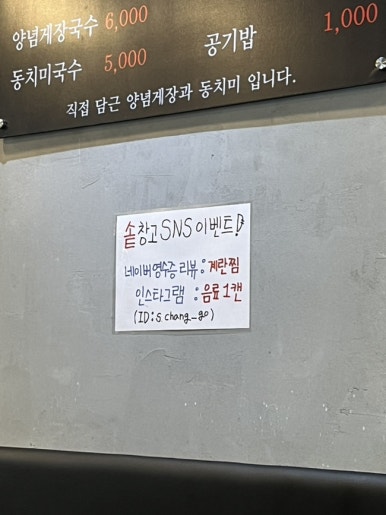 양념게장국수 6,000
공기밥 1,000
동치미국수 5,000
직접 담근 양념게장과 동치미 입니다.
솥창고 SNS 이벤트!
네이버 영수증 리뷰 : 계란찜
인스타그램 : 음료 1캔
(ID : s.chang_go)